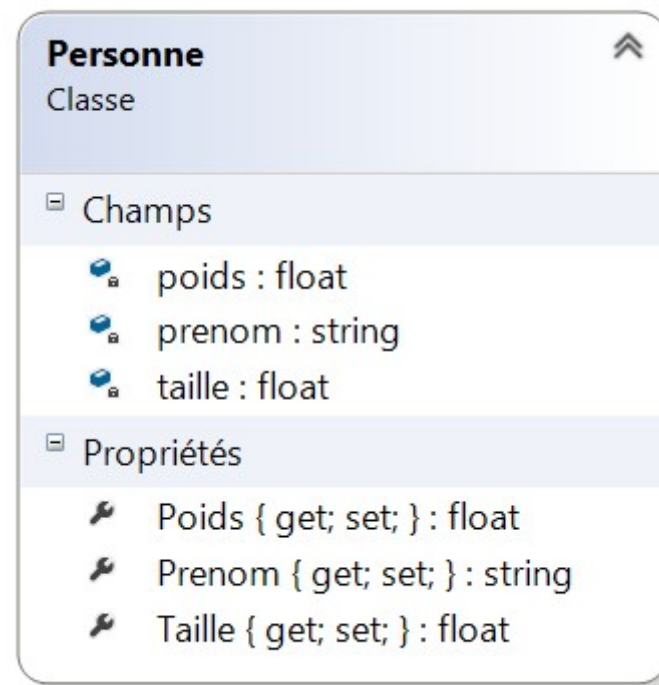 Personne
Classe
Champs
poids : float
prenom : string
taille : float
Propriétés
Poids { get; set; } : float
Prenom { get; set; } : string
Taille { get; set; } : float